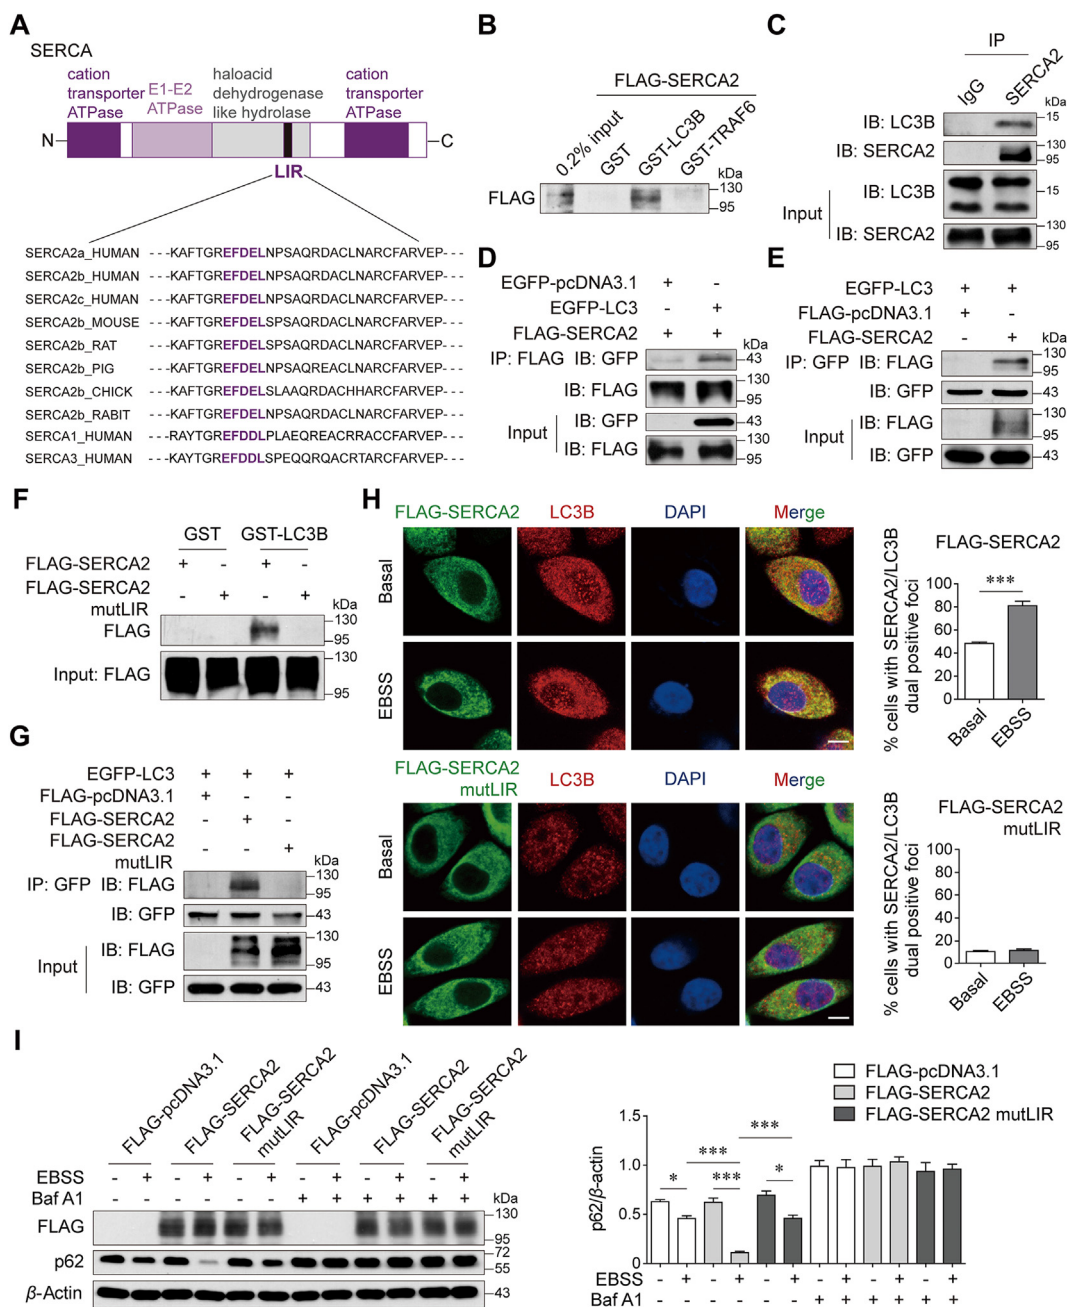 A
SERCA
cation transporter ATPase
E1-E2 ATPase
haloacid dehydrogenase like hydrolase
cation transporter ATPase
N
C
LIR
SERCA2a_HUMAN ---KAFTGREFDELNPSAQRDACLNARCFARVEP---
SERCA2b_HUMAN ---KAFTGREFDELNPSAQRDACLNARCFARVEP---
SERCA2c_HUMAN ---KAFTGREFDELNPSAQRDACLNARCFARVEP---
SERCA2b_MOUSE ---KAFTGREFDELSPSAQRDACLNARCFARVEP---
SERCA2b_RAT ---KAFTGREFDELSPSAQRDACLNARCFARVEP---
SERCA2b_PIG ---KAFTGREFDELNPSAQREACLNARCFARVEP---
SERCA2b_CHICK ---KAFTGREFDELSLAAQRDACHHARCFARVEP---
SERCA2b_RABIT ---KAFTGREFDELNPSAQRDACLNARCFARVEP---
SERCA1_HUMAN ---RAYTGREFDDLPLAEQREACRRACCFARVEP---
SERCA3_HUMAN ---KAYTGREFDDLSPEQQRQACRTARCFARVEP---
B
FLAG-SERCA2
0.2% input
GST
GST-LC3B
GST-TRAF6
kDa
FLAG
130
95
C
IP
IgG
SERCA2
kDa
IB: LC3B
15
IB: SERCA2
130
95
Input
IB: LC3B
15
IB: SERCA2
130
95
D
EGFP-pcDNA3.1 + -
EGFP-LC3 - +
FLAG-SERCA2 + +
kDa
IP: FLAG IB: GFP
43
IB: FLAG
130
95
Input
IB: GFP
43
IB: FLAG
130
95
E
EGFP-LC3 + +
FLAG-pcDNA3.1 + -
FLAG-SERCA2 - +
kDa
IP: GFP IB: FLAG
130
95
IB: GFP
43
Input
IB: FLAG
130
95
IB: GFP
43
F
GST GST-LC3B
FLAG-SERCA2 + - + -
FLAG-SERCA2 mutLIR - + - +
kDa
FLAG
130
95
Input: FLAG
130
95
G
EGFP-LC3 + + +
FLAG-pcDNA3.1 + - -
FLAG-SERCA2 - + -
FLAG-SERCA2 mutLIR - - +
kDa
IP: GFP IB: FLAG
130
95
IB: GFP
43
Input
IB: FLAG
130
95
IB: GFP
43
H
FLAG-SERCA2 LC3B DAPI Merge
Basal
EBSS
FLAG-SERCA2
% cells with SERCA2/LC3B dual positive foci
100
80
60
40
20
0
***
Basal
EBSS
FLAG-SERCA2 mutLIR LC3B DAPI Merge
Basal
EBSS
FLAG-SERCA2 mutLIR
% cells with SERCA2/LC3B dual positive foci
100
80
60
40
20
0
Basal
EBSS
I
FLAG-pcDNA3.1
FLAG-SERCA2
FLAG-SERCA2 mutLIR
FLAG-pcDNA3.1
FLAG-SERCA2
FLAG-SERCA2 mutLIR
EBSS - + - + - + - + - + - +
Baf A1 - - - - - - + + + + + +
kDa
FLAG
130
95
p62
72
55
β-Actin
43
FLAG-pcDNA3.1
FLAG-SERCA2
FLAG-SERCA2 mutLIR
p62/β-actin
1.5
1.0
0.5
0
*
***
***
***
*
EBSS - + - + - + - + - + - +
Baf A1 - - - - - - + + + + + +